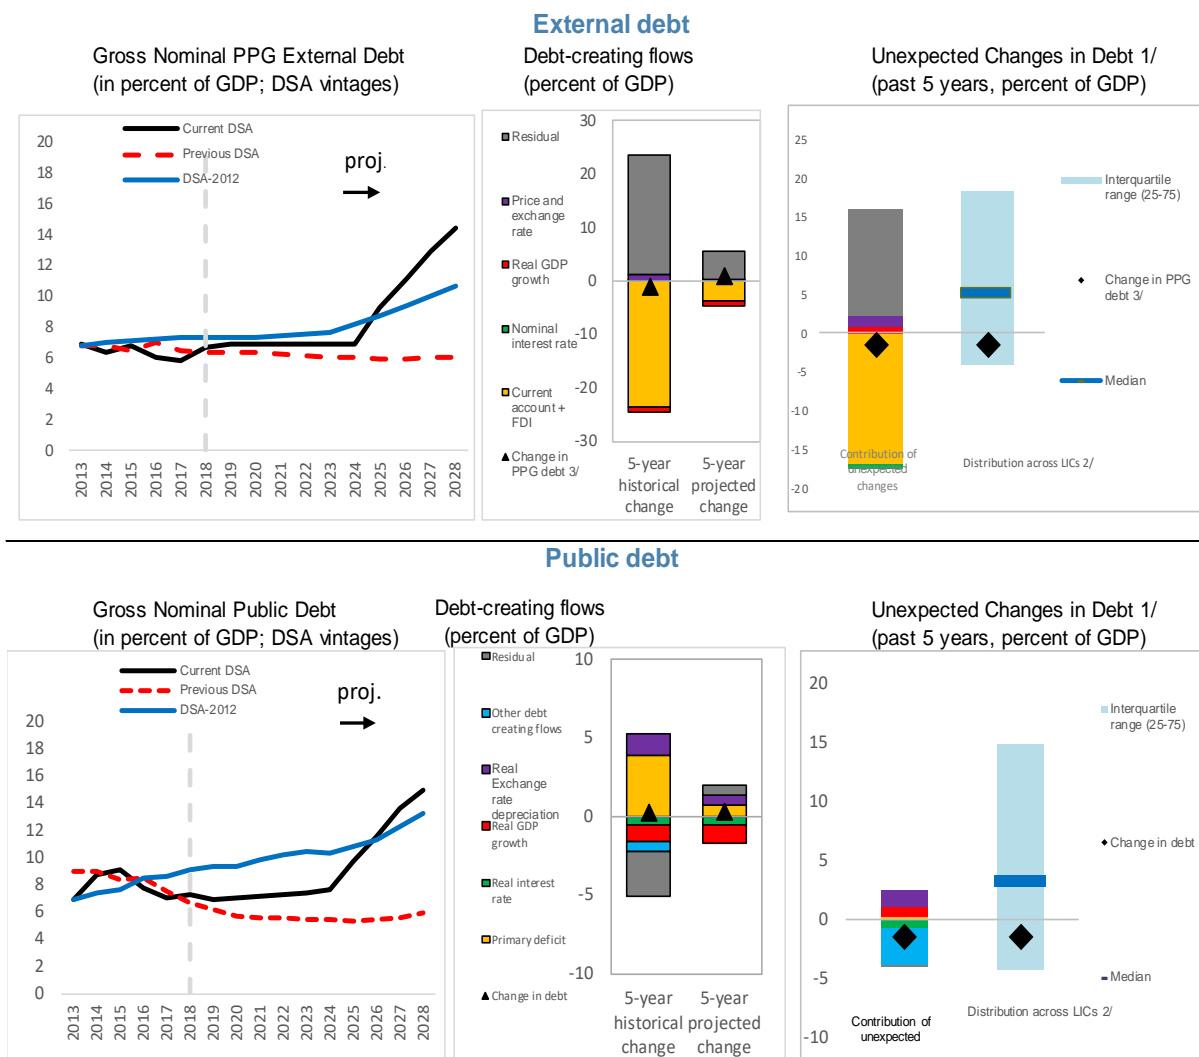 External debt
Gross Nominal PPG External Debt
(in percent of GDP; DSA vintages)
Current DSA
Previous DSA
DSA-2012
proj.
20
18
16
14
12
10
8
6
4
2
0
2013
2014
2015
2016
2017
2018
2019
2020
2021
2022
2023
2024
2025
2026
2027
2028
Debt-creating flows
(percent of GDP)
Residual
Price and
exchange
rate
Real GDP
growth
Nominal
interest rate
Current
account +
FDI
Change in
PPG debt 3/
30
20
10
0
-10
-20
-30
5-year
historical
change
5-year
projected
change
Unexpected Changes in Debt 1/
(past 5 years, percent of GDP)
25
20
15
10
5
0
-5
-10
-15
-20
Contribution of
unexpected
changes
Distribution across LICs 2/
Interquartile
range (25-75)
Change in PPG
debt 3/
Median
Public debt
Gross Nominal Public Debt
(in percent of GDP; DSA vintages)
Current DSA
Previous DSA
DSA-2012
proj.
20
18
16
14
12
10
8
6
4
2
0
2013
2014
2015
2016
2017
2018
2019
2020
2021
2022
2023
2024
2025
2026
2027
2028
Debt-creating flows
(percent of GDP)
Residual
Other debt
creating flows
Real
Exchange
rate
depreciation
Real GDP
growth
Real interest
rate
Primary deficit
Change in debt
10
5
0
-5
-10
5-year
historical
change
5-year
projected
change
Unexpected Changes in Debt 1/
(past 5 years, percent of GDP)
20
15
10
5
0
-5
-10
Contribution of
unexpected
Distribution across LICs 2/
Interquartile
range (25-75)
Change in debt
Median